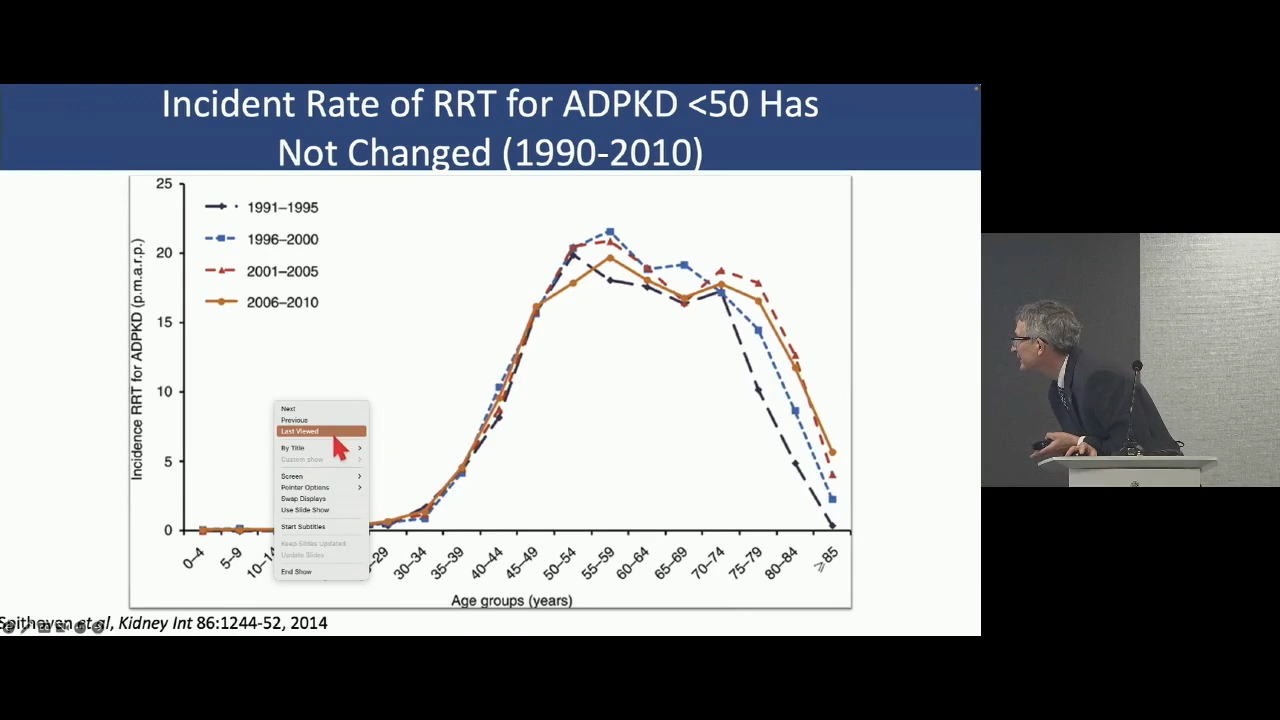 Incident Rate of RRT for ADPKD <50 Has
Not Changed (1990-2010)
25
20
15
10
5
0
Incidence RRT for ADPKD (p.m.a.r.p.)
1991–1995
1996–2000
2001–2005
2006–2010
Next
Previous
Last Viewed
By Title
Custom show
Screen
Pointer Options
Swap Displays
Use Slide Show
Start Subtitles
Keep Slides Updated
Update Slides
End Show
0–4
5–9
10–14
30–34
35–39
40–44
45–49
50–54
55–59
60–64
65–69
70–74
75–79
80–84
⩾85
Age groups (years)
Spithoven et al, Kidney Int 86:1244-52, 2014